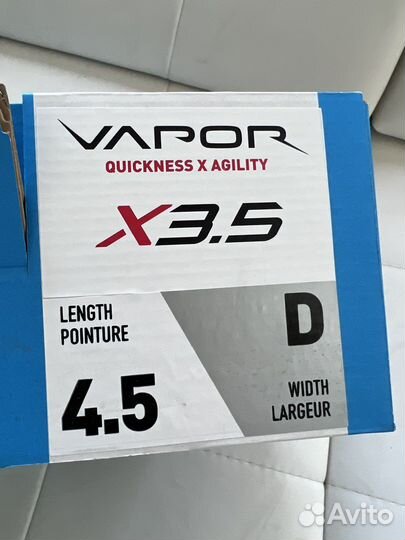 VAPOR
QUICKNESS X AGILITY
X3.5
LENGTH
POINTURE
4.5
D
WIDTH
LARGEUR
Avito